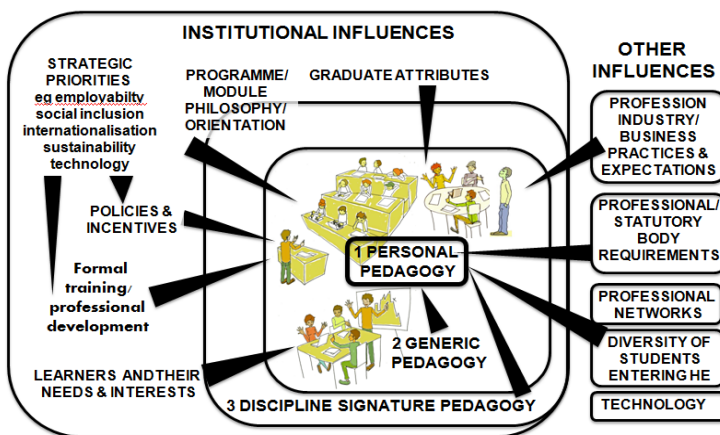 INSTITUTIONAL INFLUENCES
STRATEGIC
PRIORITIES
eg employabilty
social inclusion
internationalisation
sustainability
technology
PROGRAMME/
MODULE
PHILOSOPHY/
ORIENTATION
GRADUATE ATTRIBUTES
POLICIES &
INCENTIVES
Formal
training/
professional
development
LEARNERS ANDTHEIR
NEEDS & INTERESTS
1 PERSONAL
PEDAGOGY
2 GENERIC
PEDAGOGY
3 DISCIPLINE SIGNATURE PEDAGOGY
OTHER
INFLUENCES
PROFESSION
INDUSTRY/
BUSINESS
PRACTICES &
EXPECTATIONS
PROFESSIONAL/
STATUTORY
BODY
REQUIREMENTS
PROFESSIONAL
NETWORKS
DIVERSITY OF
STUDENTS
ENTERING HE
TECHNOLOGY